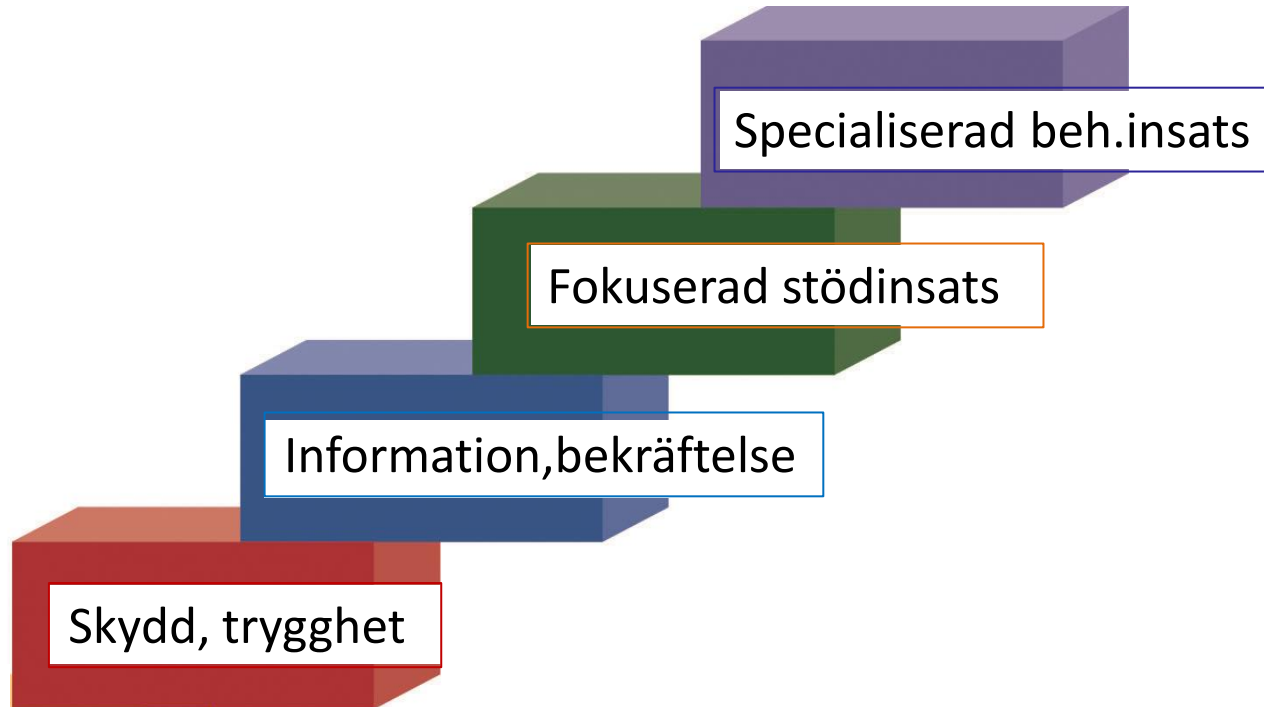 Specialiserad beh.insats
Fokuserad stödinsats
Information,bekräftelse
Skydd, trygghet